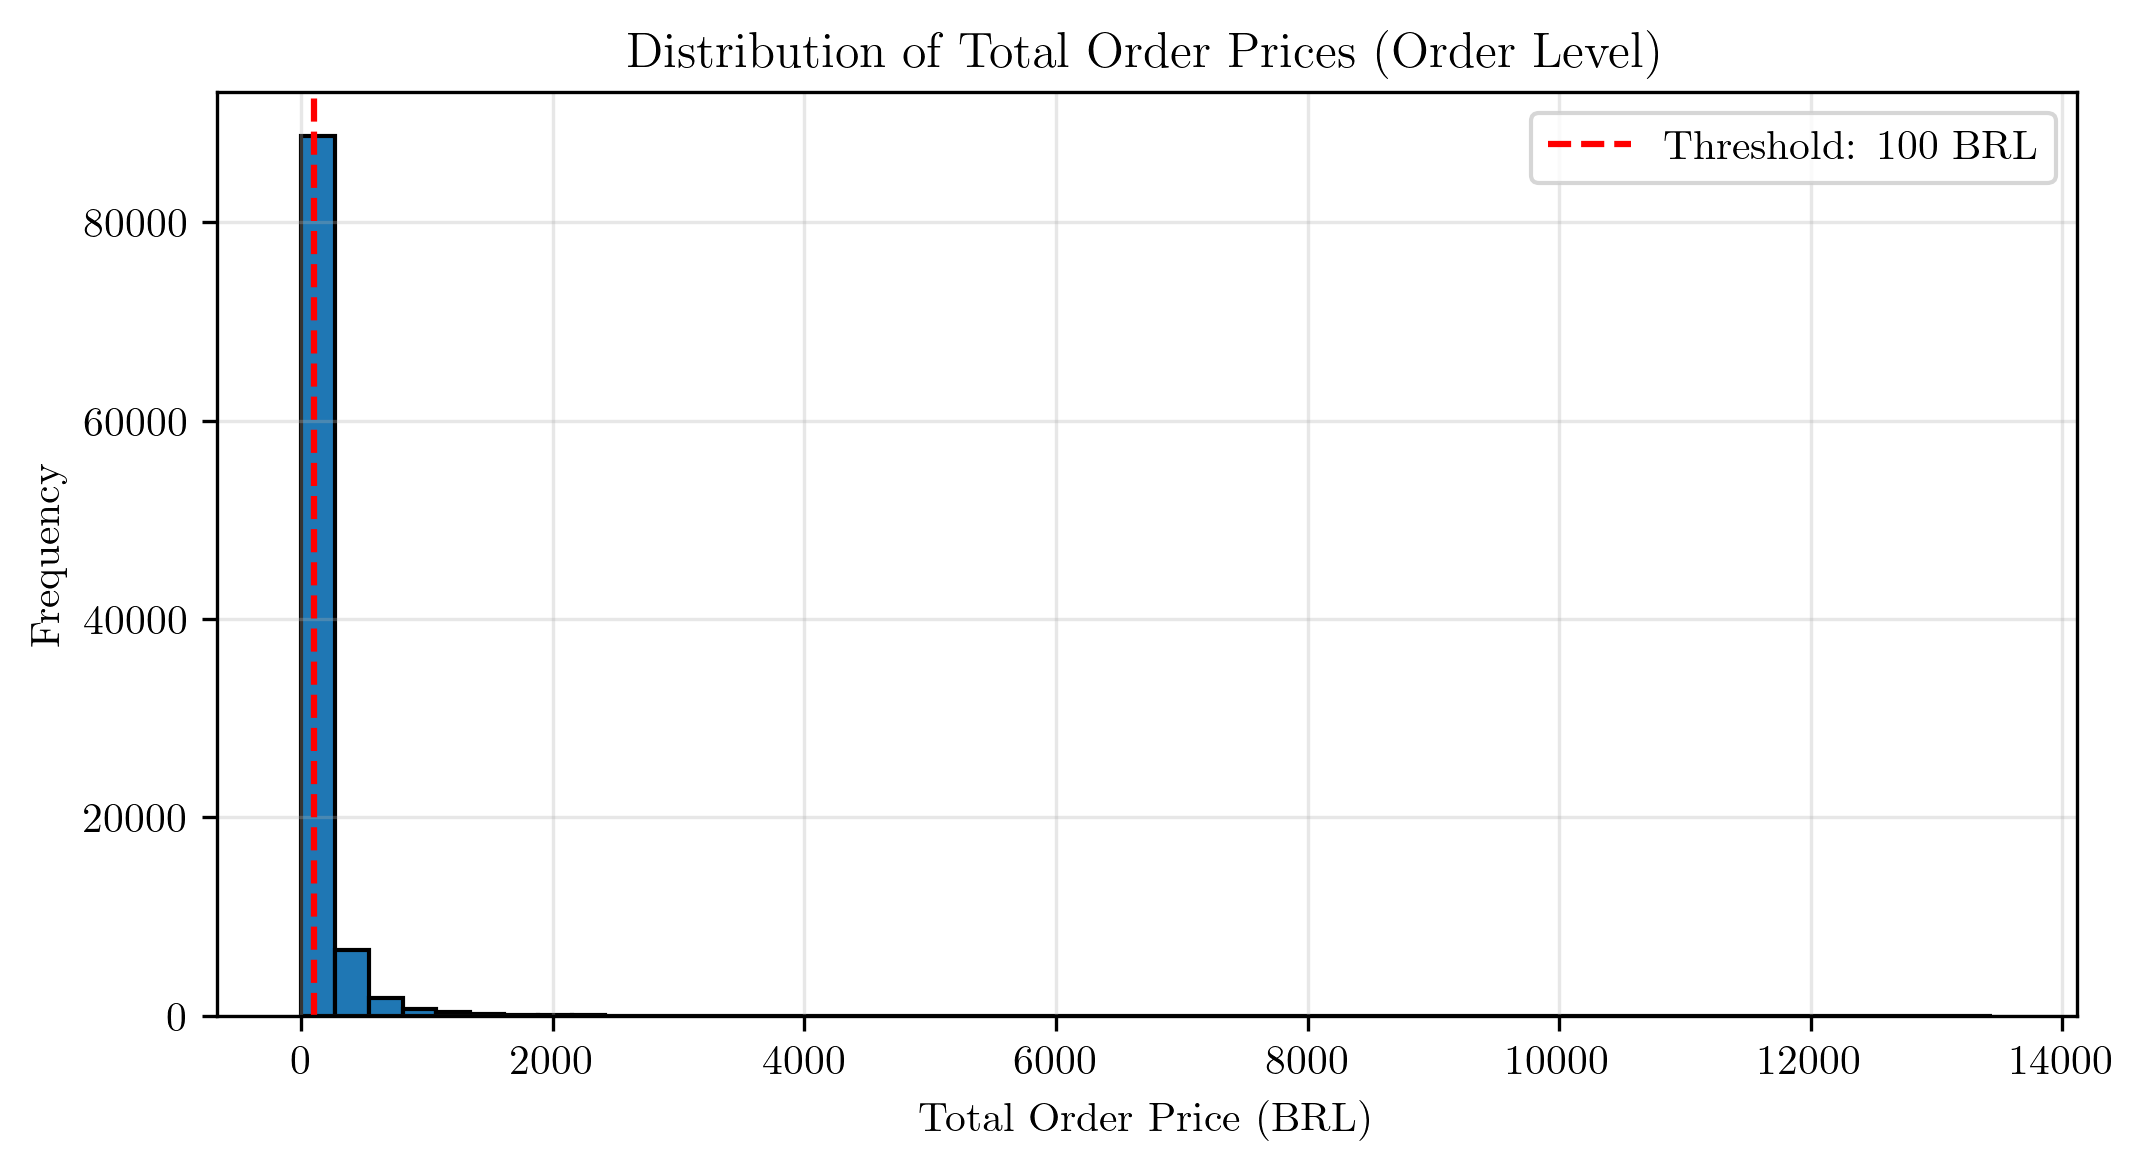 Distribution of Total Order Prices (Order Level)
Threshold: 100 BRL
80000
60000
40000
20000
0
Frequency
0 2000 4000 6000 8000 10000 12000 14000
Total Order Price (BRL)